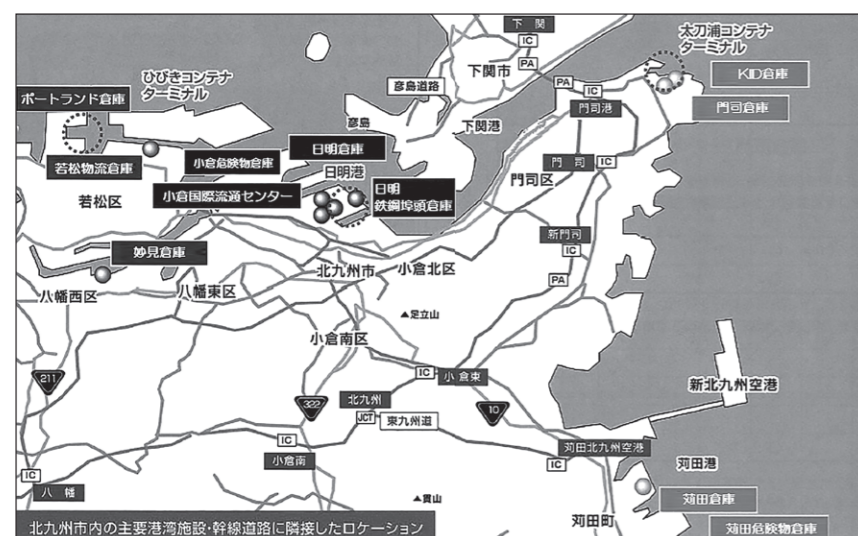 下関
IC
太刀浦コンテナ
ターミナル
PA
ひびきコンテナ
ターミナル
下関市
彦島道路
PA
IC
KID倉庫
ポートランド倉庫
門司港
門司倉庫
彦島
下関港
日明倉庫
若松物流倉庫
小倉危険物倉庫
日明港
門司
IC
門司区
若松区
小倉国際流通センター
日明
鉄鋼埠頭倉庫
新門司
IC
妙見倉庫
北九州市
小倉北区
PA
八幡西区
八幡東区
▲足立山
小倉南区
211
IC
小倉東
新北九州空港
322
北九州
10
JCT
東九州道
IC
苅田北九州空港
小倉南
IC
苅田港
IC
八幡
▲貫山
苅田倉庫
苅田町
北九州市内の主要港湾施設・幹線道路に隣接したロケーション
苅田危険物倉庫